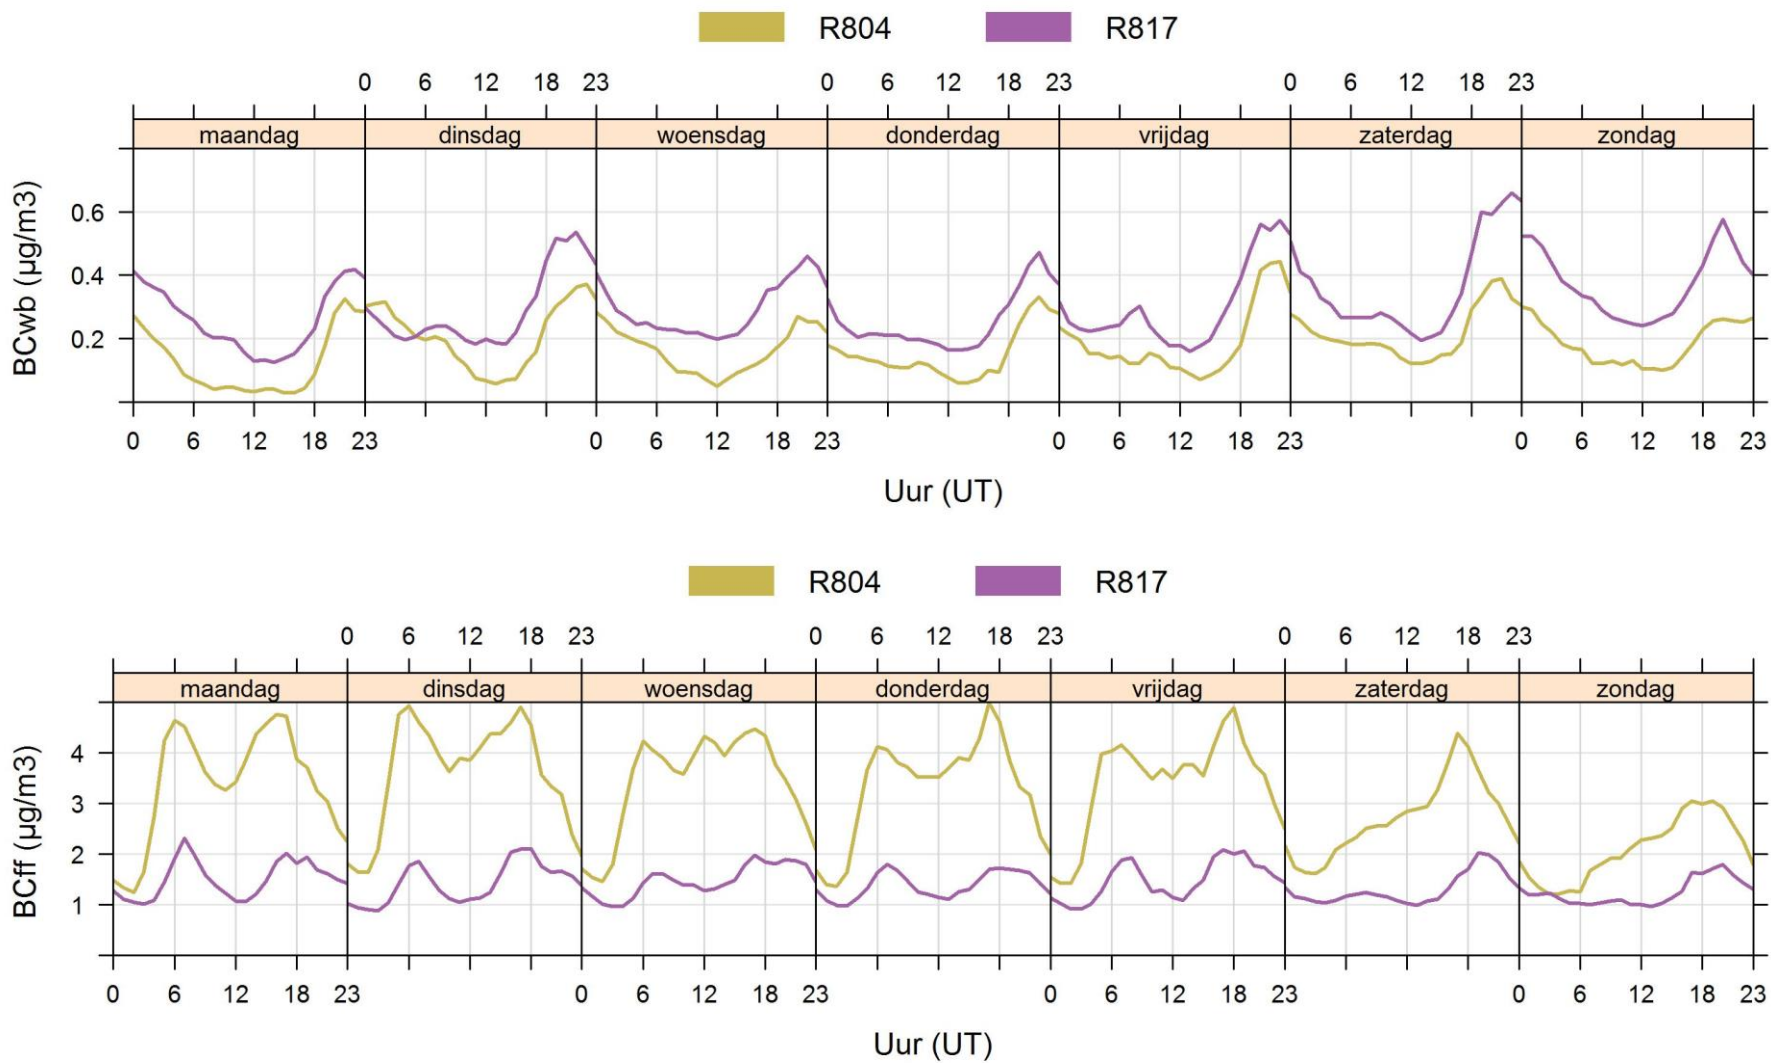 R804 R817
0 6 12 18 23 0 6 12 18 23 0 6 12 18 23
maandag dinsdag woensdag donderdag vrijdag zaterdag zondag
BCwb (µg/m3)
0.6
0.4
0.2
0 6 12 18 23 0 6 12 18 23 0 6 12 18 23 0 6 12 18 23
Uur (UT)
R804 R817
0 6 12 18 23 0 6 12 18 23 0 6 12 18 23
maandag dinsdag woensdag donderdag vrijdag zaterdag zondag
BCff (µg/m3)
4
3
2
1
0 6 12 18 23 0 6 12 18 23 0 6 12 18 23 0 6 12 18 23
Uur (UT)